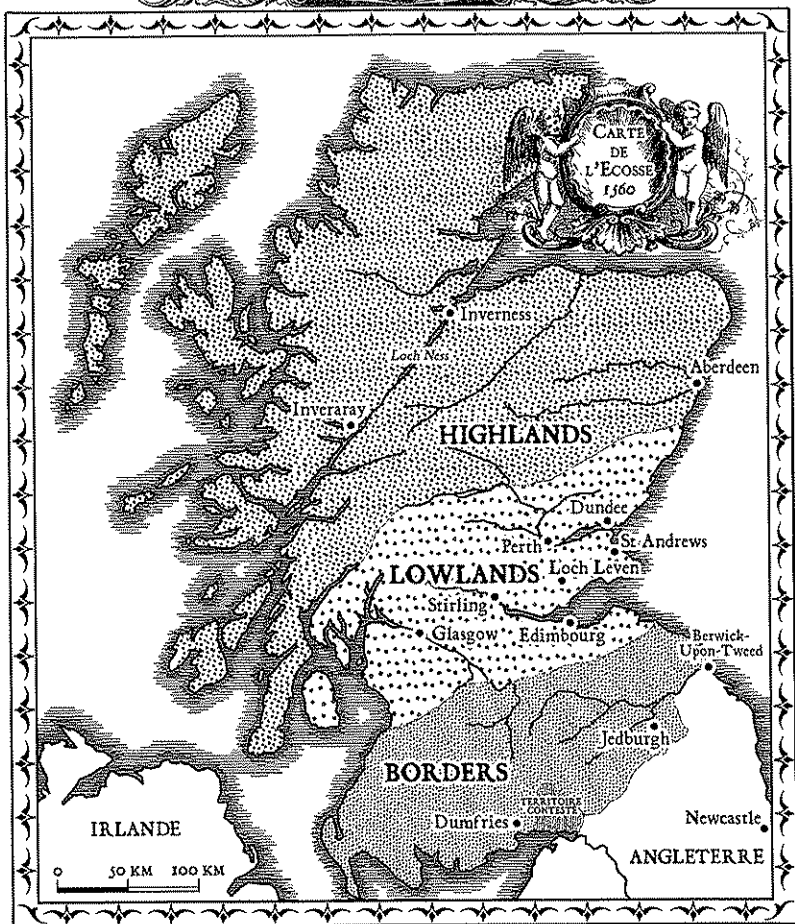 CARTE
DE
L'ECOSSE
1560
Inverness
Loch Ness
Aberdeen
Inveraray
HIGHLANDS
Dundee
Perth
St Andrews
LOWLANDS
Loch Leven
Stirling
Glasgow
Edimbourg
Berwick-
Upon-Tweed
Jedburgh
BORDERS
TERRITOIRE
CONTESTÉ
Dumfries
Newcastle
IRLANDE
ANGLETERRE
0 50 KM 100 KM